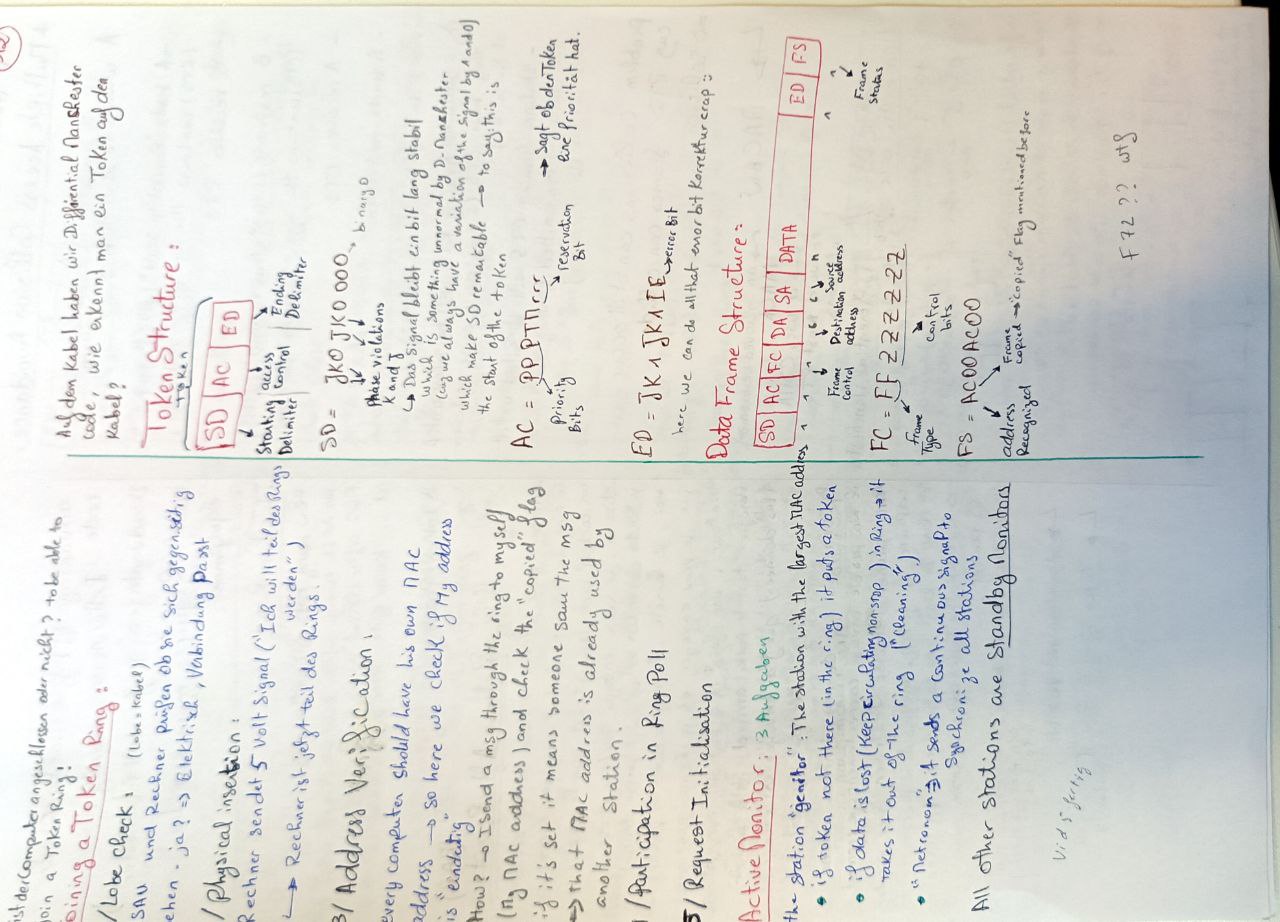 ist der Computer angeschlossen oder nicht? to be able to
join a Token Ring!
oining a Token Ring:
/ Lobe check: (Lobe=Kabel)
SAU und Rechner prüfen ob sie sich gegenseitig
ehen - ja? => Elektrisch, Verbindung Passt
/ physical insertion:
Rechner sendet 5 Volt Signal ("Ich will teil des Rings
werden")
↳ Rechner ist jetzt teil des Rings.
3/ Address Verification:
every computer should have his own MAC
address → so here we check if My address
is "eindeutig"
How? → I send a msg through the ring to myself
(My MAC address) and check the "copied" flag
if it's set it means someone saw the msg
=> that MAC address is already used by
another station.
/ Participation in Ring Poll
5/ Request Initialisation
Active Monitor: 3 Aufgaben
the station "genitor": The station with the largest MAC address
• if token not there (in the ring) it puts a token
• if data is lost (keep circulating non-stop) in Ring → it
takes it out of the ring ("cleaning")
• "Metronom" => it sends a continuous signal to
Sychronize all stations
All other stations are Standby Monitors
Vid 5 fertig
Auf dem Kabel haben wir Differential Manchester
code, wie erkennt man ein Token auf den
Kabel?
Token Structure:
Token
SD AC ED
Starting Delimiter
access control
Ending Delimiter
SD = JK0 JK0 000 → binary 0
phase violations
K and J
↳ Das Signal bleibt ein bit lang stabil
which is something unnormal by D-Manchester
(cuz we always have a variation of the signal by 1 and 0)
which make SD remarkable → to say: this is
the start of the token
AC = PPPTMrrr → sagt ob den Token
Priority Bits reservation Bit eine Priorität hat.
ED = JK1JK1IE → error Bit
here we can do all that error bit Korrektur crap :
Data Frame Structure:
SD AC FC DA SA DATA ED FS
1 1 1 6 6 n 1 1
Frame control
Destination address
Source address
Frame Status
FC = FF ZZZZZZ
frame Type
control bits
FS = AC00AC00
address Recognized
Frame copied → "copied" Flag mentioned before
F 72 ?? wtf